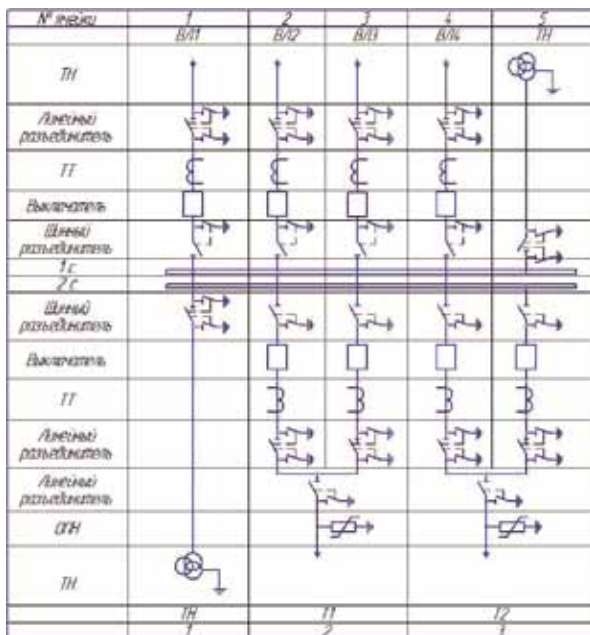 № ячейки 1 2 3 4 5
ВЛ1 ВЛ2 ВЛ3 ВЛ4 ТН
ТН
Линейный разъединитель
ТТ
Выключатель
Шинный разъединитель
1 с
2 с
Шинный разъединитель
Выключатель
ТТ
Линейный разъединитель
Линейный разъединитель
ОПН
ТН
ТН Т1 Т2
1 2 3